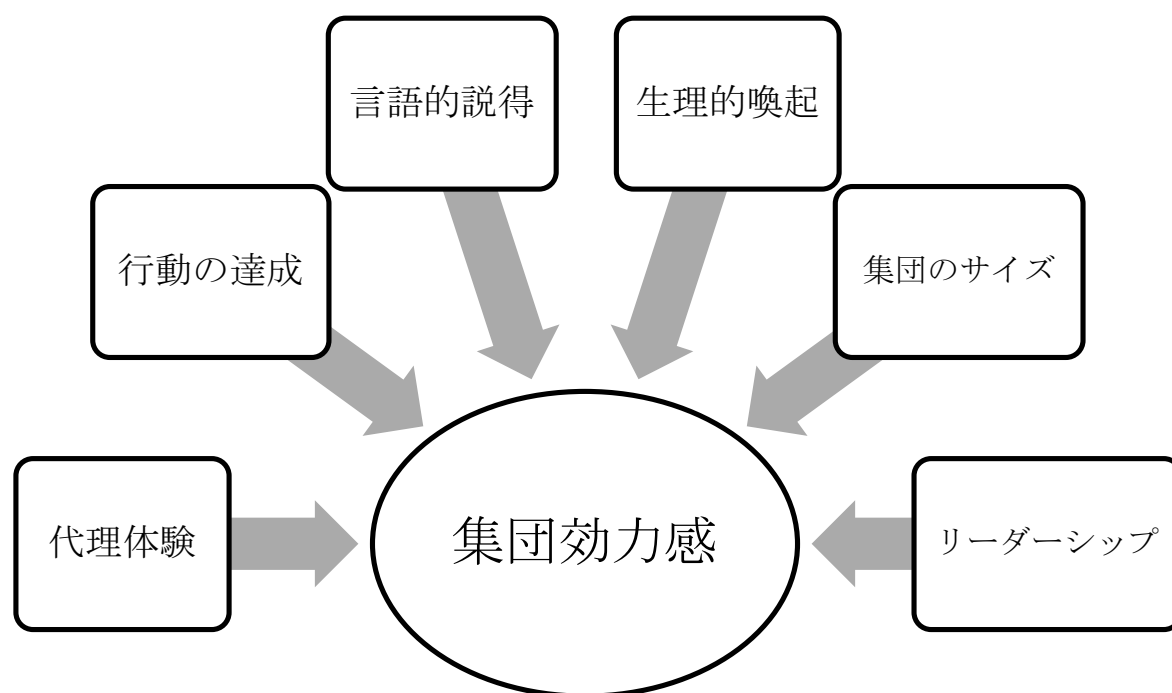 言語的説得
生理的喚起
行動の達成
集団のサイズ
代理体験
集団効力感
リーダーシップ